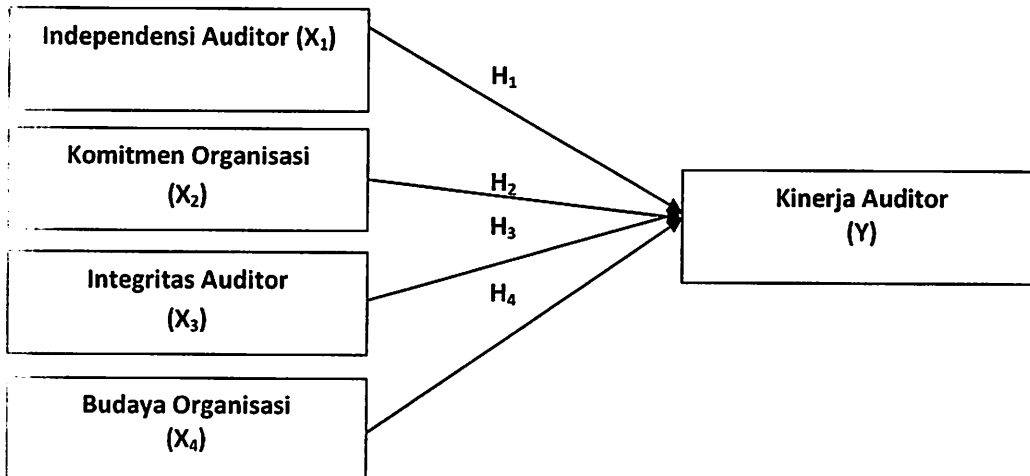 Independensi Auditor (X₁)
H₁
Komitmen Organisasi
(X₂)
H₂
Kinerja Auditor
(Y)
H₃
Integritas Auditor
(X₃)
H₄
Budaya Organisasi
(X₄)